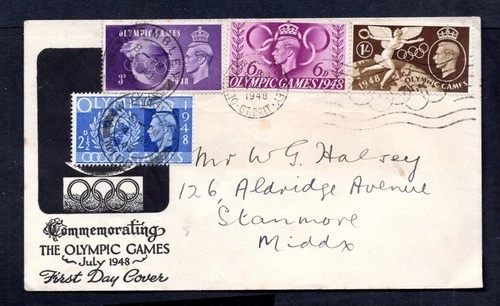 OLYMPIC GAMES
3D 1948
6D 6D
OLYMPIC GAMES 1948
1/-
1948 OLYMPIC GAMES
OLYMPIC
1948
2½D
1948
Mr W G. Halsey
126, Aldridge Avenue
Stanmore
Middx
Commemorating
THE OLYMPIC GAMES
July 1948
First Day Cover